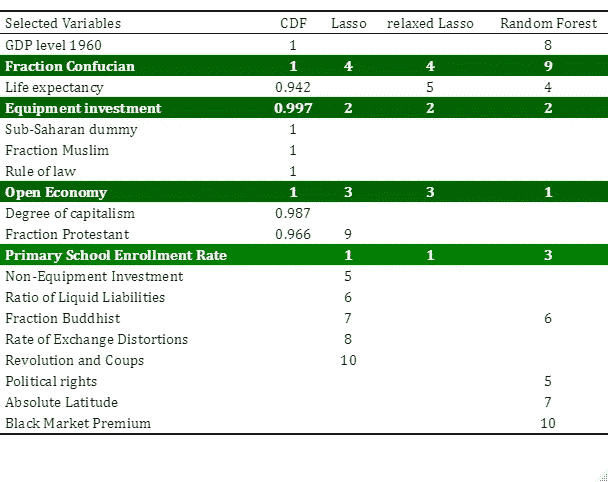 Selected Variables CDF Lasso relaxed Lasso Random Forest
GDP level 1960 1 8
Fraction Confucian 1 4 4 9
Life expectancy 0.942 5 4
Equipment investment 0.997 2 2 2
Sub-Saharan dummy 1
Fraction Muslim 1
Rule of law 1
Open Economy 1 3 3 1
Degree of capitalism 0.987
Fraction Protestant 0.966 9
Primary School Enrollment Rate 1 1 3
Non-Equipment Investment 5
Ratio of Liquid Liabilities 6
Fraction Buddhist 7 6
Rate of Exchange Distortions 8
Revolution and Coups 10
Political rights 5
Absolute Latitude 7
Black Market Premium 10